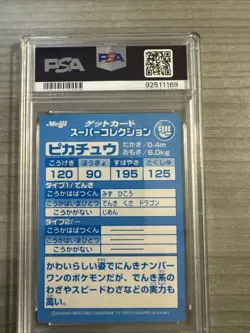 PSA
PSA
92511169
Meiji
ゲットカード
スーパーコレクション
ピカチュウ
たかさ/0.4m
おもさ/6.0kg
こうげき ぼうぎょ すばやさ とくしゅ
120 90 195 125
タイプ1/でんき
こうかはばつぐん みず ひこう
こうかはいまひとつ でんき くさ ドラゴン
こうかがない じめん
タイプ2/ー
こうかはばつぐん
こうかはいまひとつ
こうかがない
かわいらしい姿でにんきナンバー
ワンのポケモンだが、でんき系の
わざやスピードわざなどの実力も
高い。